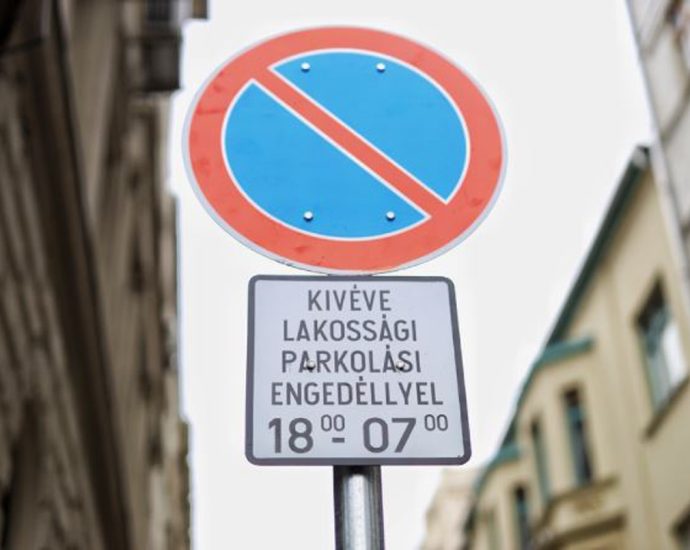 KIVÉVE
LAKOSSÁGI
PARKOLÁSI
ENGEDÉLLYEL
18⁰⁰ - 07⁰⁰